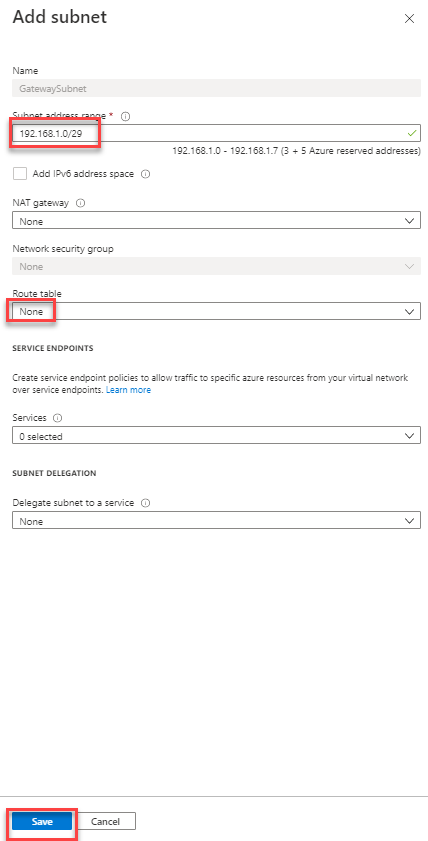 Add subnet
Name
GatewaySubnet
Subnet address range *
192.168.1.0/29
192.168.1.0 - 192.168.1.7 (3 + 5 Azure reserved addresses)
Add IPv6 address space
NAT gateway
None
Network security group
None
Route table
None
SERVICE ENDPOINTS
Create service endpoint policies to allow traffic to specific azure resources from your virtual network
over service endpoints. Learn more
Services
0 selected
SUBNET DELEGATION
Delegate subnet to a service
None
Save Cancel